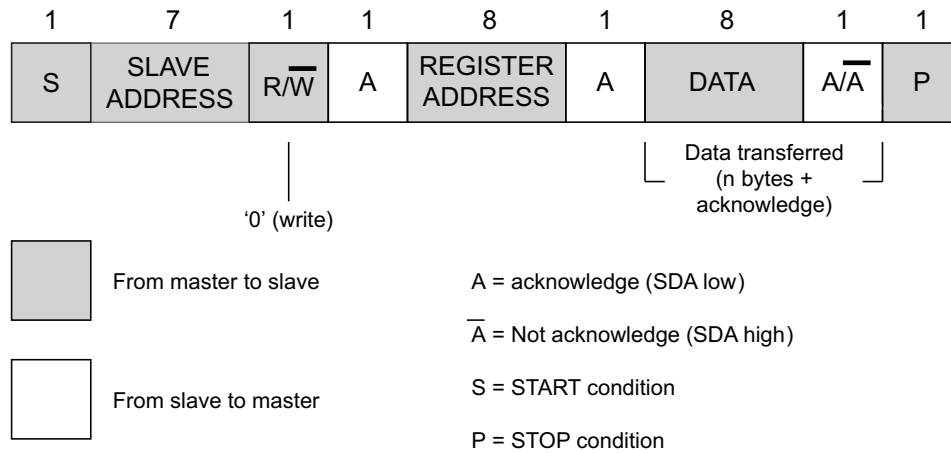 1 7 1 1 8 1 8 1 1
S SLAVE ADDRESS R/W̅ A REGISTER ADDRESS A DATA A/A̅ P
Data transferred
(n bytes +
acknowledge)
‘0’ (write)
From master to slave
A = acknowledge (SDA low)
A̅ = Not acknowledge (SDA high)
From slave to master
S = START condition
P = STOP condition